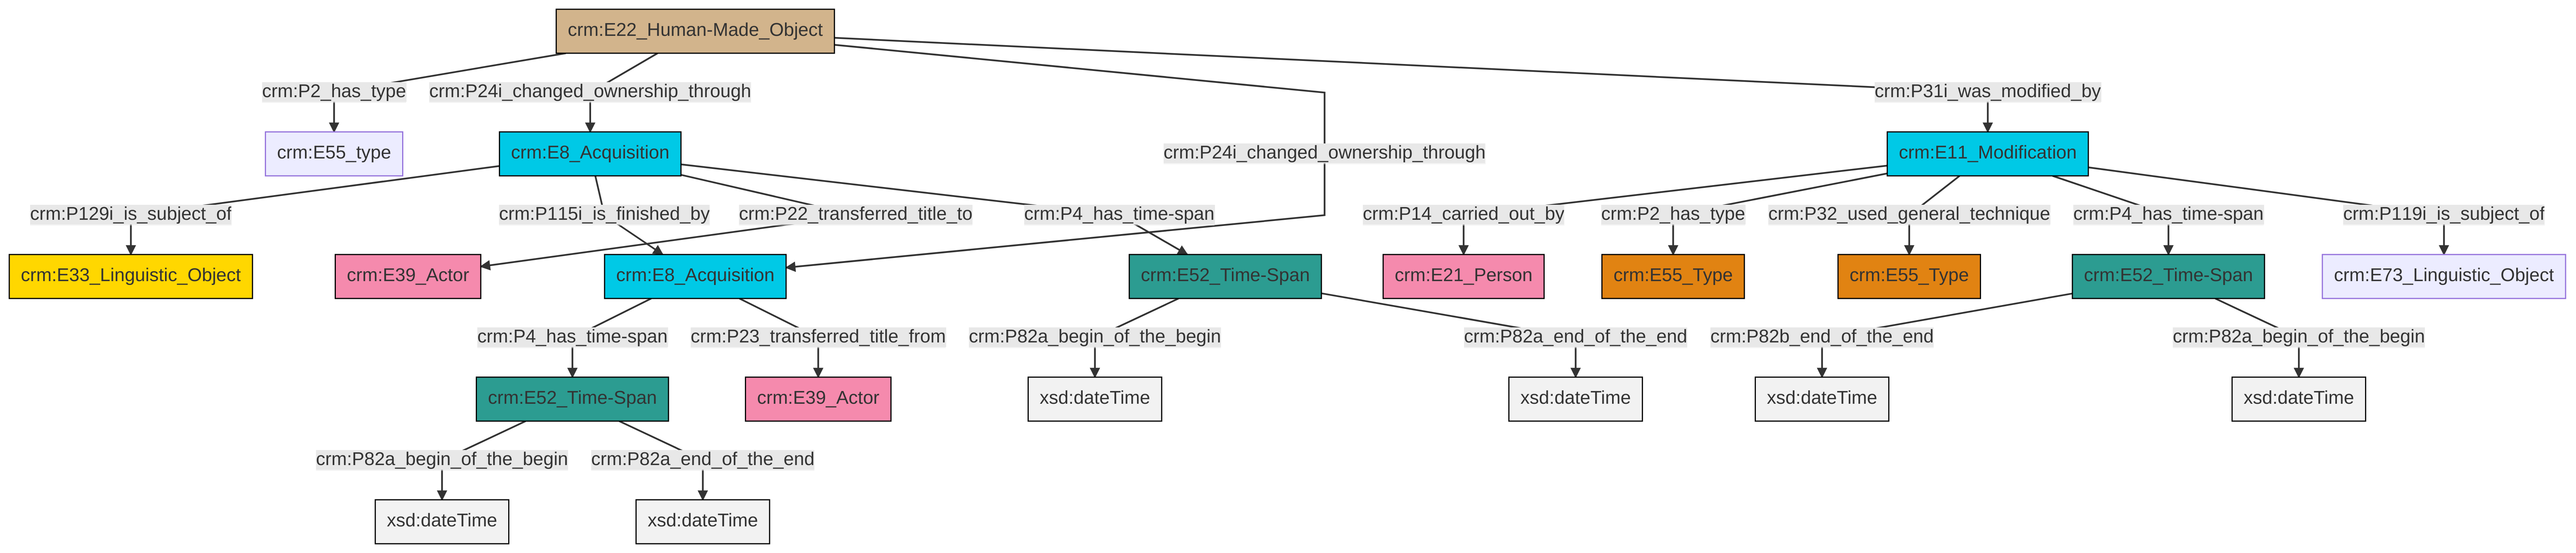 crm:E22_Human-Made_Object
crm:P2_has_type
crm:P24i_changed_ownership_through
crm:P31i_was_modified_by
crm:E55_type
crm:E8_Acquisition
crm:P24i_changed_ownership_through
crm:E11_Modification
crm:P129i_is_subject_of
crm:P115i_is_finished_by
crm:P22_transferred_title_to
crm:P4_has_time-span
crm:P14_carried_out_by
crm:P2_has_type
crm:P32_used_general_technique
crm:P4_has_time-span
crm:P119i_is_subject_of
crm:E33_Linguistic_Object
crm:E39_Actor
crm:E8_Acquisition
crm:E52_Time-Span
crm:E21_Person
crm:E55_Type
crm:E55_Type
crm:E52_Time-Span
crm:E73_Linguistic_Object
crm:P4_has_time-span
crm:P23_transferred_title_from
crm:P82a_begin_of_the_begin
crm:P82a_end_of_the_end
crm:P82b_end_of_the_end
crm:P82a_begin_of_the_begin
crm:E52_Time-Span
crm:E39_Actor
xsd:dateTime
xsd:dateTime
xsd:dateTime
xsd:dateTime
crm:P82a_begin_of_the_begin
crm:P82a_end_of_the_end
xsd:dateTime
xsd:dateTime